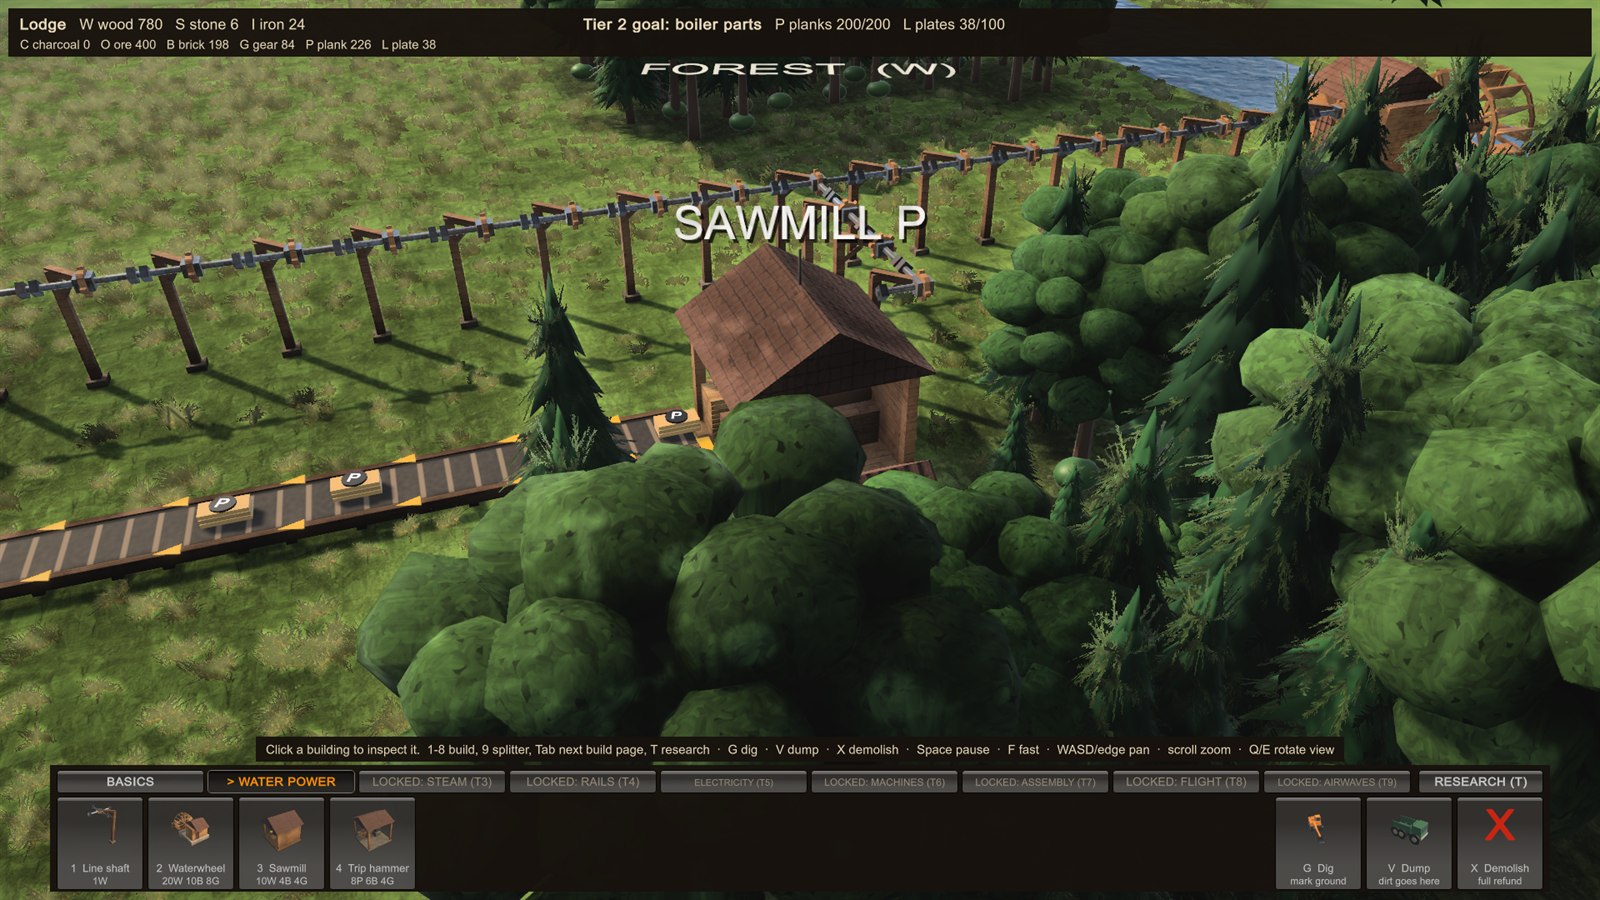 Lodge W wood 780 S stone 6 I iron 24
C charcoal 0 O ore 400 B brick 198 G gear 84 P plank 226 L plate 38
Tier 2 goal: boiler parts P planks 200/200 L plates 38/100
FOREST (W)
SAWMILL P
P
P
P
Click a building to inspect it. 1-8 build, 9 splitter, Tab next build page, T research · G dig · V dump · X demolish · Space pause · F fast · WASD/edge pan · scroll zoom · Q/E rotate view
BASICS
> WATER POWER
LOCKED: STEAM (T3)
LOCKED: RAILS (T4)
ELECTRICITY (T5)
LOCKED: MACHINES (T6)
LOCKED: ASSEMBLY (T7)
LOCKED: FLIGHT (T8)
LOCKED: AIRWAVES (T9)
RESEARCH (T)
1 Line shaft
1W
2 Waterwheel
20W 10B 8G
3 Sawmill
10W 4B 4G
4 Trip hammer
8P 6B 4G
G Dig
mark ground
V Dump
dirt goes here
X Demolish
full refund